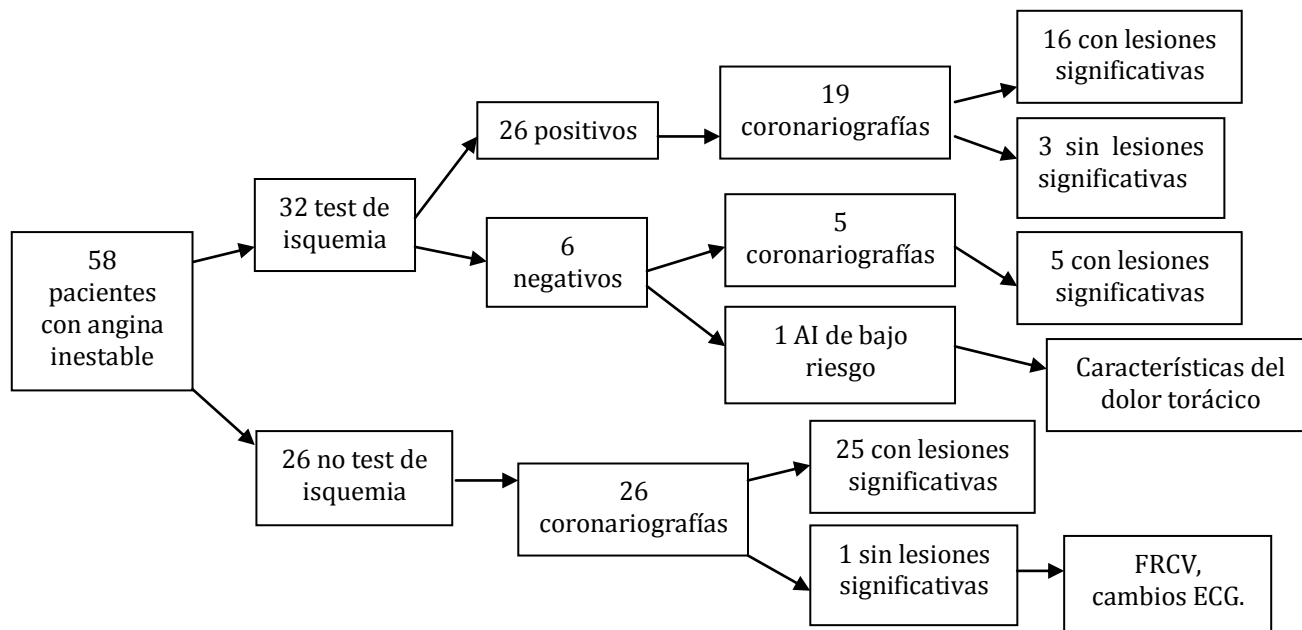 58
pacientes
con angina
inestable
32 test de
isquemia
26 positivos
19
coronariografías
16 con lesiones
significativas
3 sin lesiones
significativas
6
negativos
5
coronariografías
5 con lesiones
significativas
1 AI de bajo
riesgo
Características del
dolor torácico
26 no test de
isquemia
26
coronariografías
25 con lesiones
significativas
1 sin lesiones
significativas
FRCV,
cambios ECG.